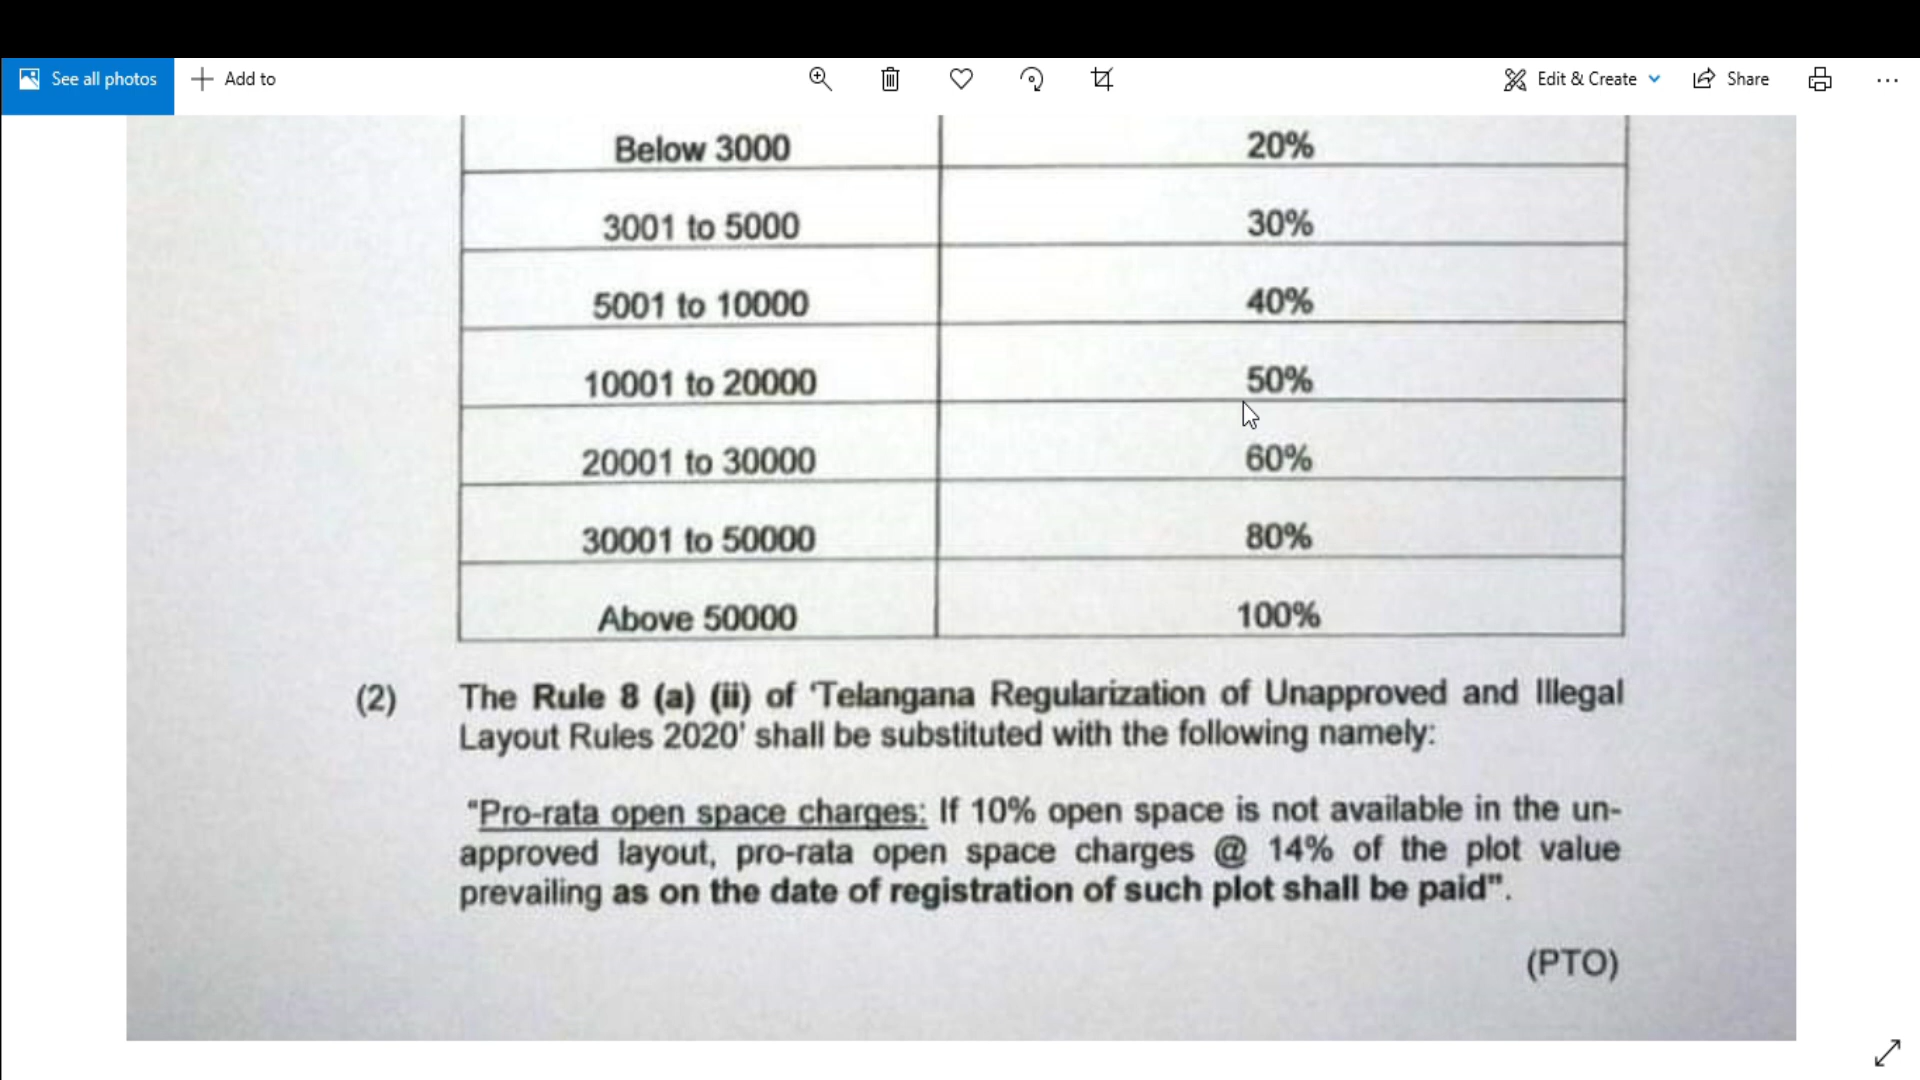 See all photos Add to Edit & Create Share
Below 3000 20%
3001 to 5000 30%
5001 to 10000 40%
10001 to 20000 50%
20001 to 30000 60%
30001 to 50000 80%
Above 50000 100%
(2) The Rule 8 (a) (ii) of 'Telangana Regularization of Unapproved and Illegal
Layout Rules 2020' shall be substituted with the following namely:
"Pro-rata open space charges: If 10% open space is not available in the un-
approved layout, pro-rata open space charges @ 14% of the plot value
prevailing as on the date of registration of such plot shall be paid".
(PTO)